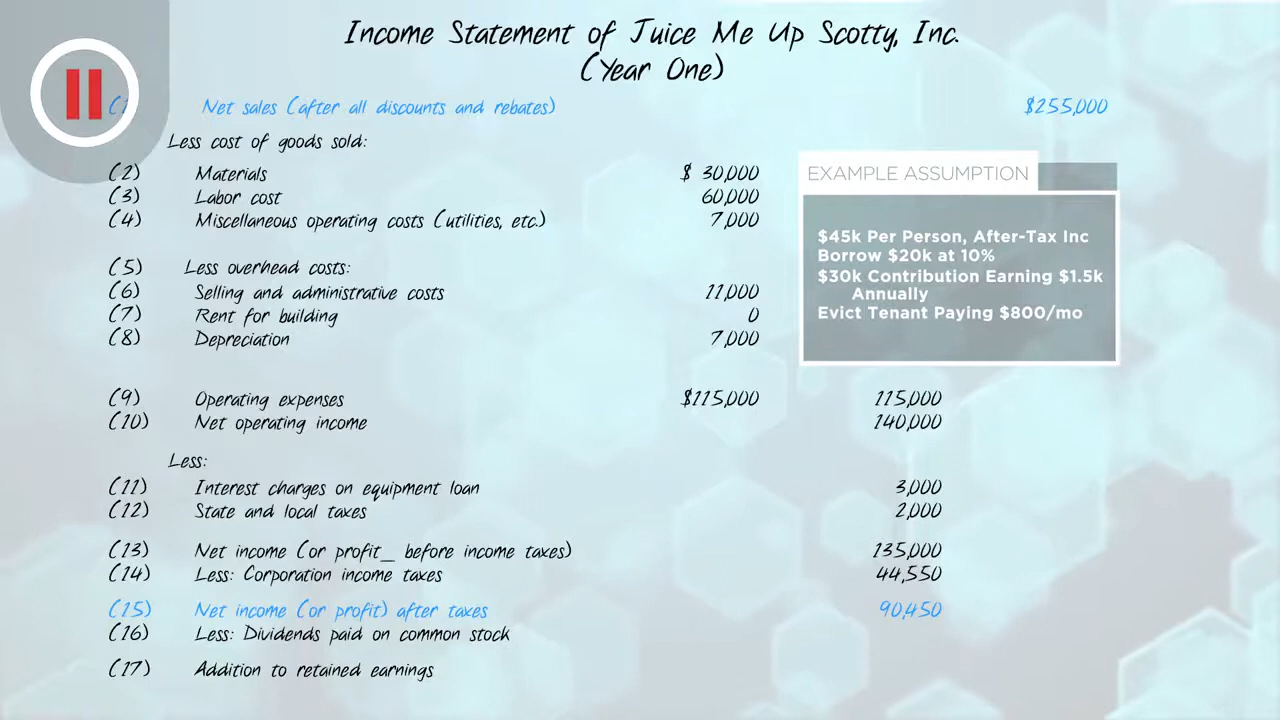 Income Statement of Juice Me Up Scotty, Inc.
(Year One)
(1) Net sales (after all discounts and rebates) $255,000
Less cost of goods sold:
(2) Materials $ 30,000
(3) Labor cost 60,000
(4) Miscellaneous operating costs (utilities, etc.) 7,000
(5) Less overhead costs:
(6) Selling and administrative costs 11,000
(7) Rent for building 0
(8) Depreciation 7,000
EXAMPLE ASSUMPTION
$45k Per Person, After-Tax Inc
Borrow $20k at 10%
$30k Contribution Earning $1.5k
Annually
Evict Tenant Paying $800/mo
(9) Operating expenses $115,000 115,000
(10) Net operating income 140,000
Less:
(11) Interest charges on equipment loan 3,000
(12) State and local taxes 2,000
(13) Net income (or profit_ before income taxes) 135,000
(14) Less: Corporation income taxes 44,550
(15) Net income (or profit) after taxes 90,450
(16) Less: Dividends paid on common stock
(17) Addition to retained earnings